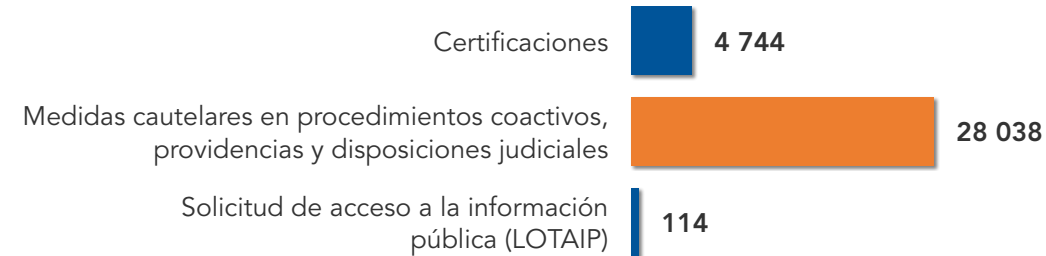 Certificaciones 4 744
Medidas cautelares en procedimientos coactivos,
providencias y disposiciones judiciales 28 038
Solicitud de acceso a la información
pública (LOTAIP) 114